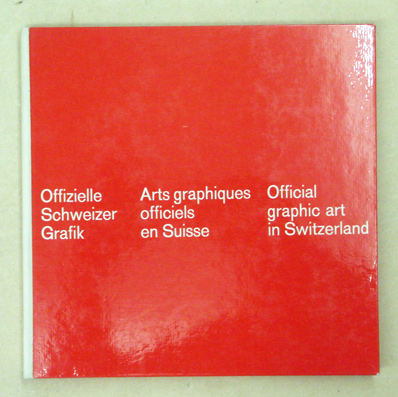 Offizielle
Schweizer
Grafik
Arts graphiques
officiels
en Suisse
Official
graphic art
in Switzerland